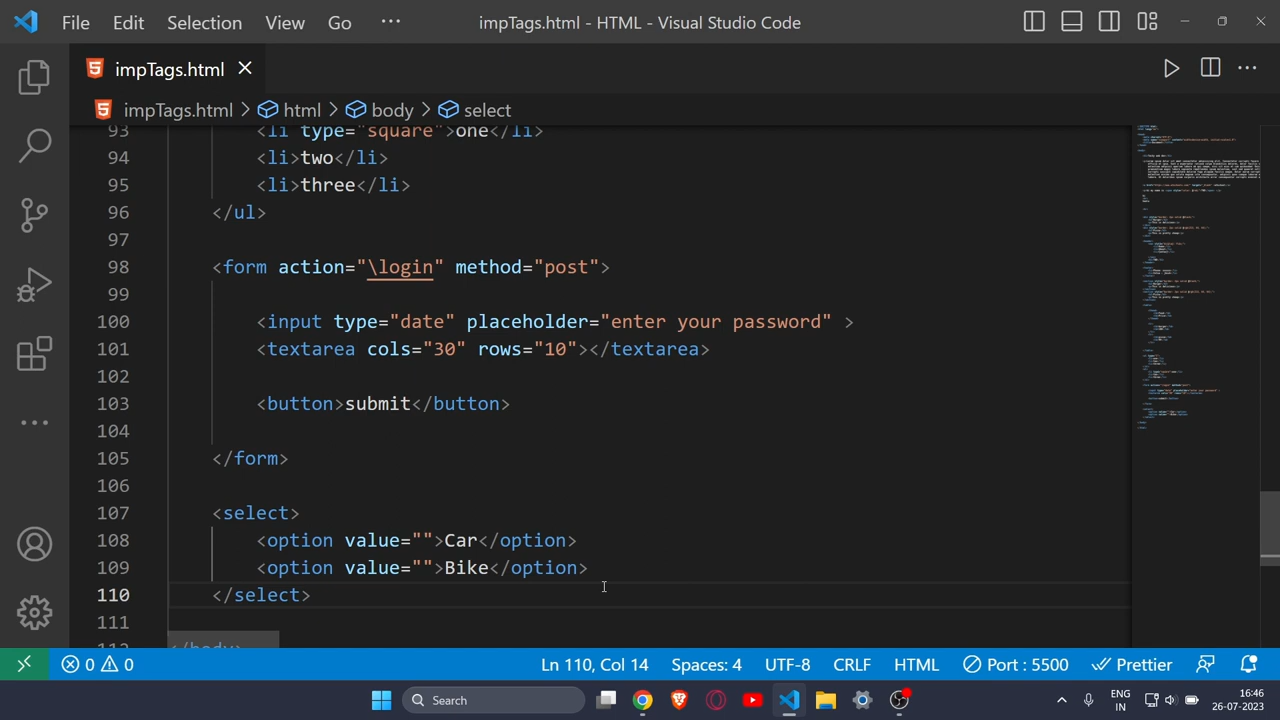 File Edit Selection View Go ··· impTags.html - HTML - Visual Studio Code
impTags.html
impTags.html > html > body > select
93 <li type="square">one</li>
94 <li>two</li>
95 <li>three</li>
96 </ul>
97
98 <form action="\login" method="post">
99
100 <input type="date" placeholder="enter your password" >
101 <textarea cols="30" rows="10"></textarea>
102
103 <button>submit</button>
104
105 </form>
106
107 <select>
108 <option value="">Car</option>
109 <option value="">Bike</option>
110 </select>
111
112 </body>
0 0 Ln 110, Col 14 Spaces: 4 UTF-8 CRLF HTML Port : 5500 Prettier
Search ENG IN 16:46 26-07-2023